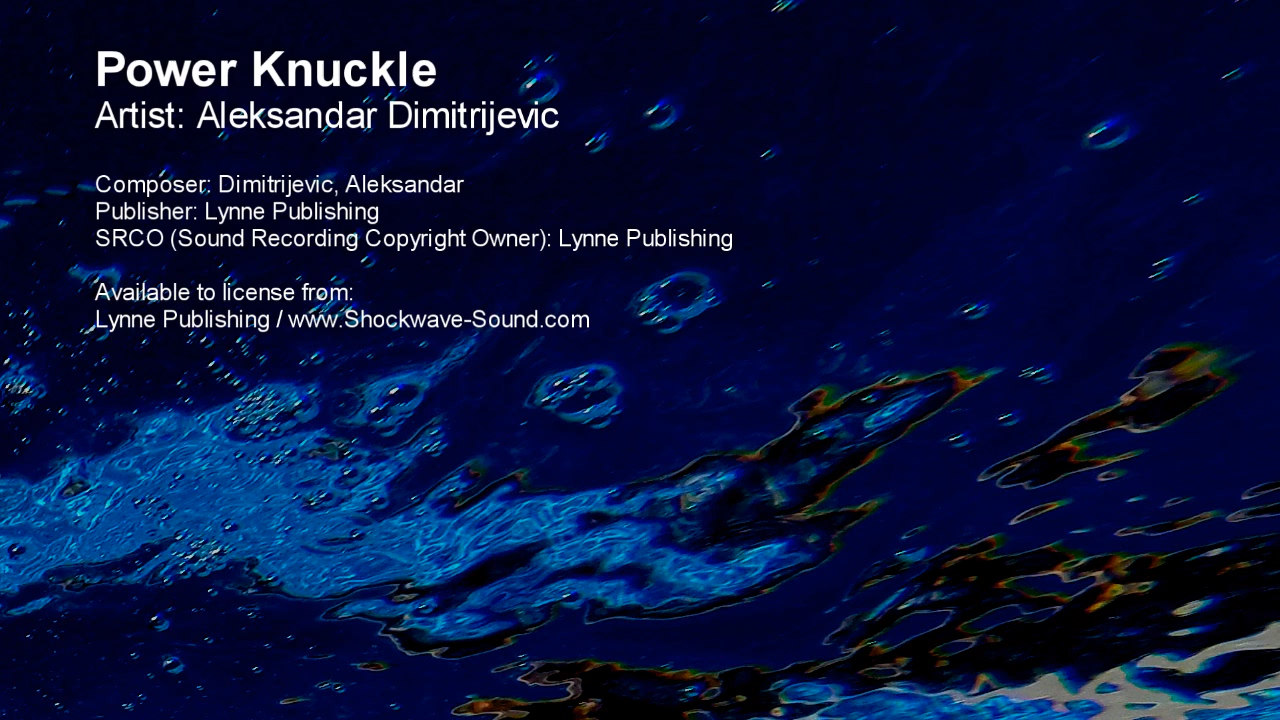 Power Knuckle
Artist: Aleksandar Dimitrijevic
Composer: Dimitrijevic, Aleksandar
Publisher: Lynne Publishing
SRCO (Sound Recording Copyright Owner): Lynne Publishing
Available to license from:
Lynne Publishing / www.Shockwave-Sound.com